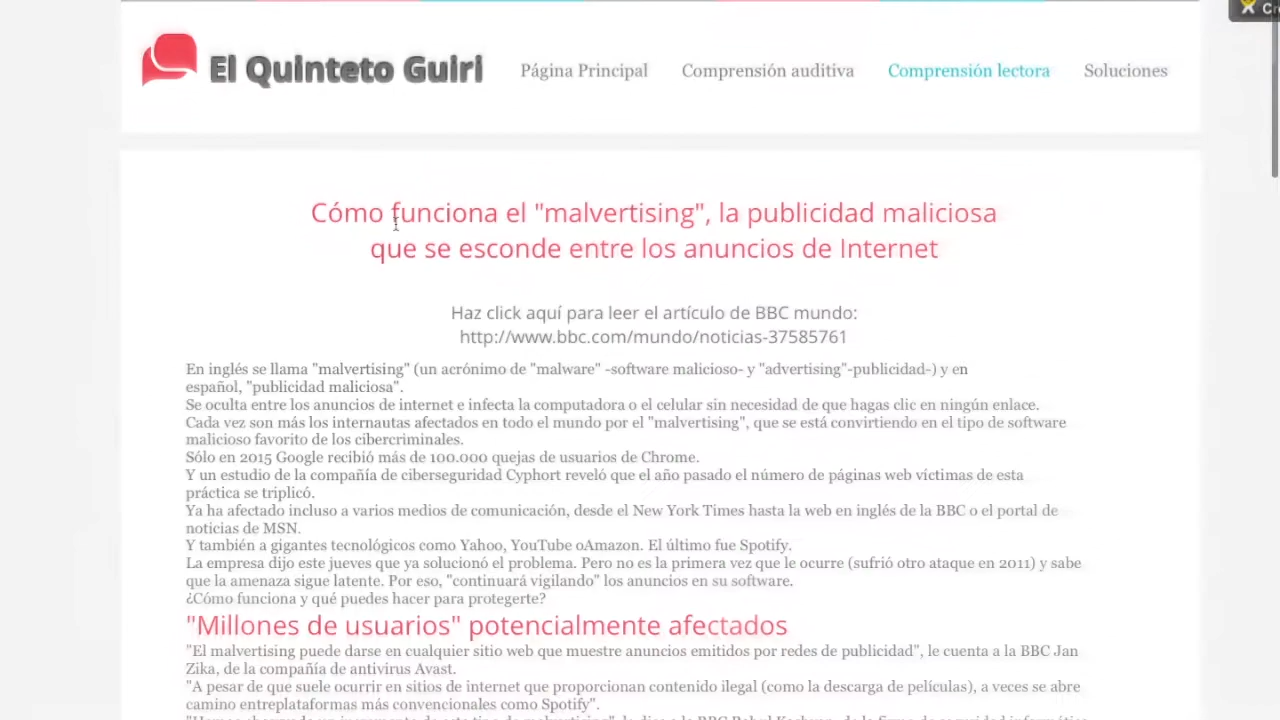 Cr
El Quinteto Guiri
Página Principal
Comprensión auditiva
Comprensión lectora
Soluciones
Cómo funciona el "malvertising", la publicidad maliciosa
que se esconde entre los anuncios de Internet
Haz click aquí para leer el artículo de BBC mundo:
http://www.bbc.com/mundo/noticias-37585761
En inglés se llama "malvertising" (un acrónimo de "malware" -software malicioso- y "advertising"-publicidad-) y en
español, "publicidad maliciosa".
Se oculta entre los anuncios de internet e infecta la computadora o el celular sin necesidad de que hagas clic en ningún enlace.
Cada vez son más los internautas afectados en todo el mundo por el "malvertising", que se está convirtiendo en el tipo de software
malicioso favorito de los cibercriminales.
Sólo en 2015 Google recibió más de 100.000 quejas de usuarios de Chrome.
Y un estudio de la compañía de ciberseguridad Cyphort reveló que el año pasado el número de páginas web víctimas de esta
práctica se triplicó.
Ya ha afectado incluso a varios medios de comunicación, desde el New York Times hasta la web en inglés de la BBC o el portal de
noticias de MSN.
Y también a gigantes tecnológicos como Yahoo, YouTube oAmazon. El último fue Spotify.
La empresa dijo este jueves que ya solucionó el problema. Pero no es la primera vez que le ocurre (sufrió otro ataque en 2011) y sabe
que la amenaza sigue latente. Por eso, "continuará vigilando" los anuncios en su software.
¿Cómo funciona y qué puedes hacer para protegerte?
"Millones de usuarios" potencialmente afectados
"El malvertising puede darse en cualquier sitio web que muestre anuncios emitidos por redes de publicidad", le cuenta a la BBC Jan
Zika, de la compañía de antivirus Avast.
"A pesar de que suele ocurrir en sitios de internet que proporcionan contenido ilegal (como la descarga de películas), a veces se abre
camino entreplataformas más convencionales como Spotify".